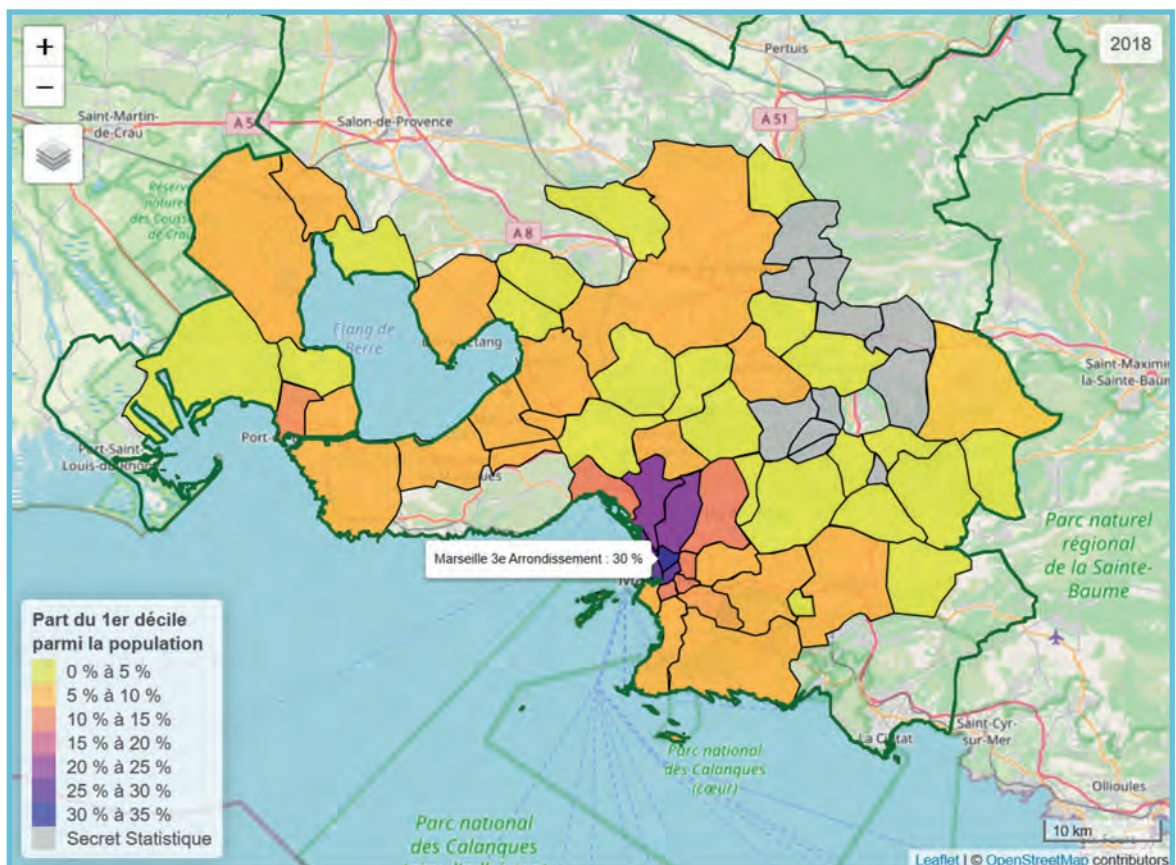 +
−
2018
Pertuis
Saint-Martin-
de-Crau
Salon-de-Provence
A 51
A 8
Étang de
Berre
Saint-Maximin
la-Sainte-Baume
Port-Saint-
Louis-du-Rhône
Marseille 3e Arrondissement : 30 %
Parc naturel
régional
de la Sainte-
Baume
Part du 1er décile
parmi la population
0 % à 5 %
5 % à 10 %
10 % à 15 %
15 % à 20 %
20 % à 25 %
25 % à 30 %
30 % à 35 %
Secret Statistique
La Ciotat
Saint-Cyr-
sur-Mer
Parc national
des Calanques
(cœur)
Ollioules
Parc national
des Calanques
10 km
Leaflet | © OpenStreetMap contributors